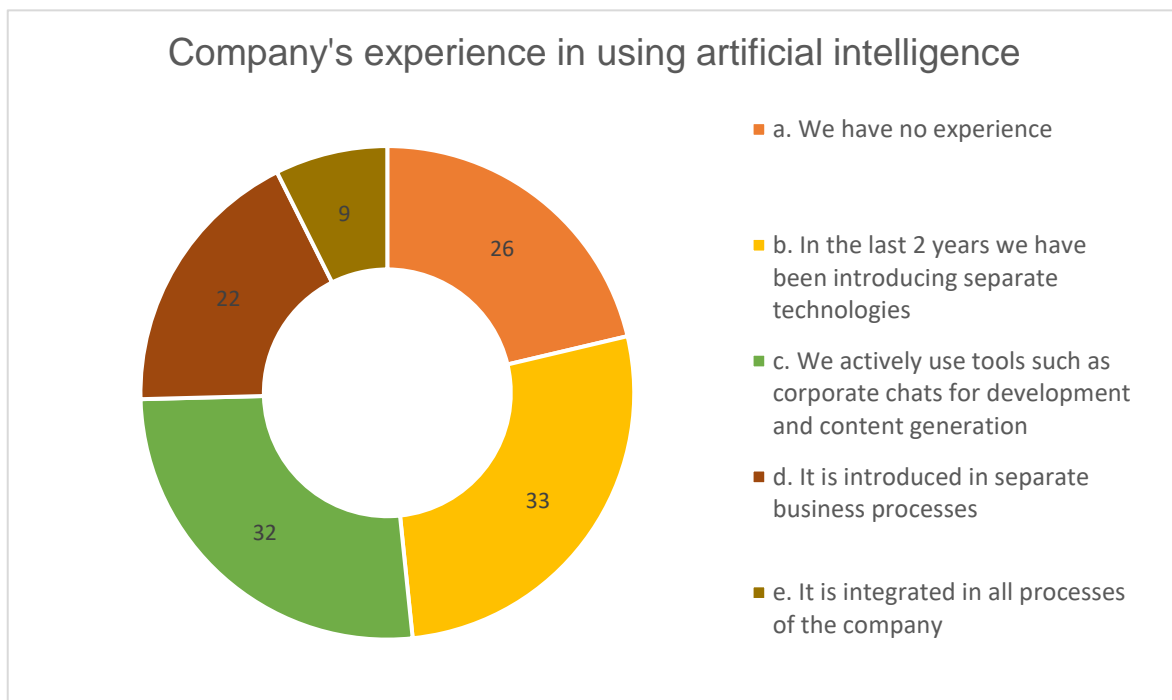 Company's experience in using artificial intelligence
9
26
22
33
32
a. We have no experience
b. In the last 2 years we have
been introducing separate
technologies
c. We actively use tools such as
corporate chats for development
and content generation
d. It is introduced in separate
business processes
e. It is integrated in all processes
of the company